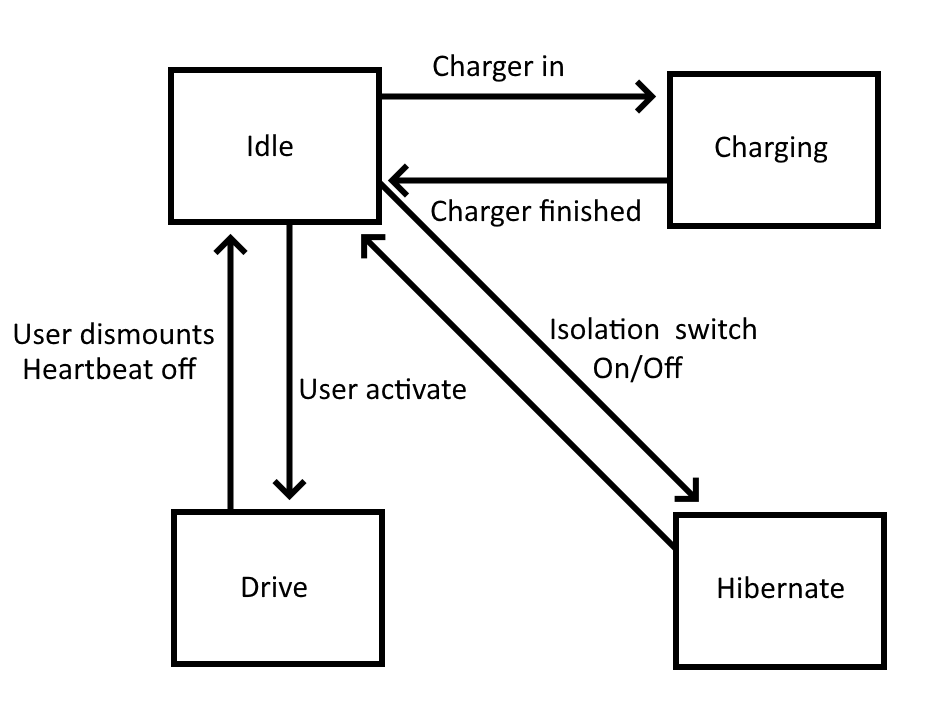 Charger in
Idle
Charging
Charger finished
Isolation  switch
On/Off
User dismounts
Heartbeat off
User activate
Drive
Hibernate